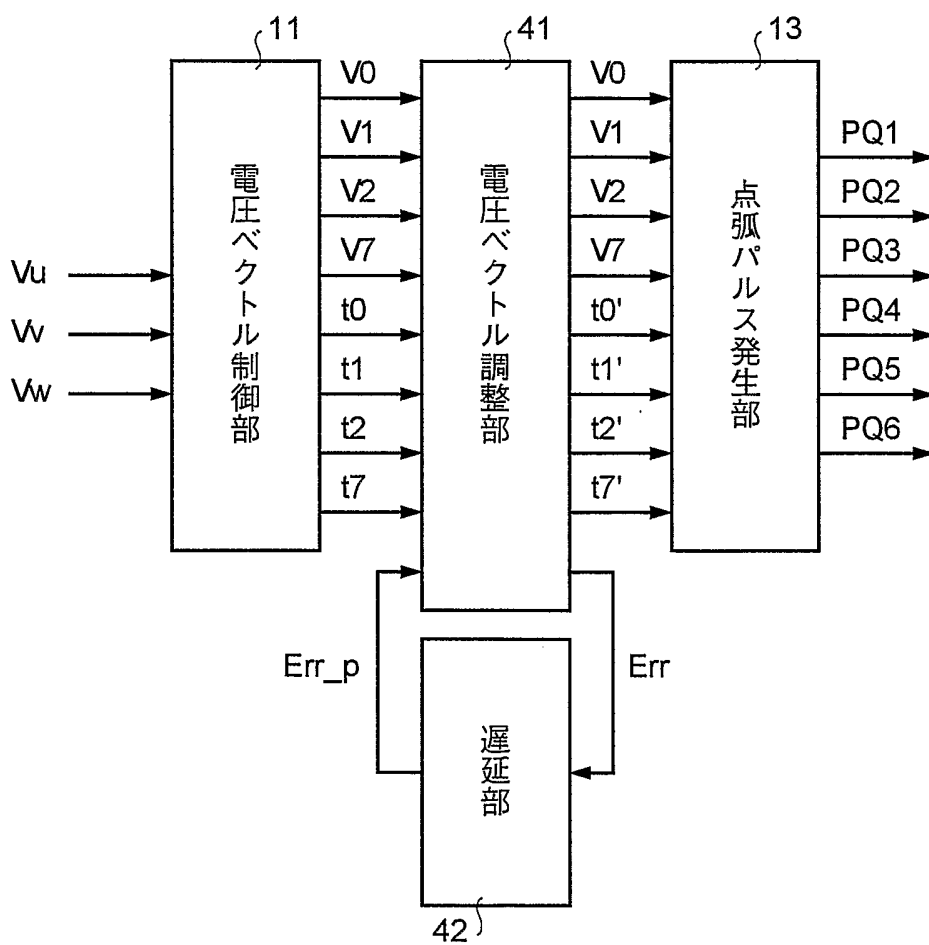 11
41
13
V0
V1
V2
V7
t0
t1
t2
t7
V0
V1
V2
V7
t0'
t1'
t2'
t7'
PQ1
PQ2
PQ3
PQ4
PQ5
PQ6
Vu
Vv
Vw
電圧ベクトル制御部
電圧ベクトル調整部
点弧パルス発生部
Err_p
Err
遅延部
42